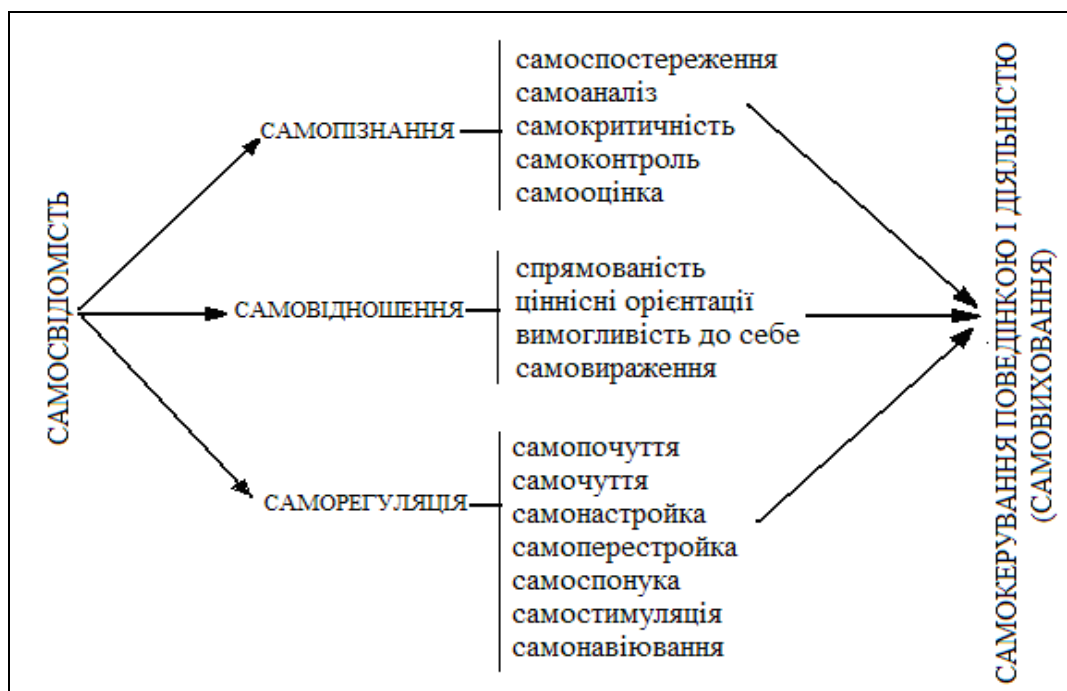 САМОСВІДОМІСТЬ
САМОПІЗНАННЯ
самоспостереження
самоаналіз
самокритичність
самоконтроль
самооцінка
САМОВІДНОШЕННЯ
спрямованість
ціннісні орієнтації
вимогливість до себе
самовираження
САМОРЕГУЛЯЦІЯ
самопочуття
самочуття
самонастройка
самоперестройка
самоспонука
самостимуляція
самонавіювання
САМОКЕРУВАННЯ ПОВЕДІНКОЮ І ДІЯЛЬНІСТЮ
(САМОВИХОВАННЯ)